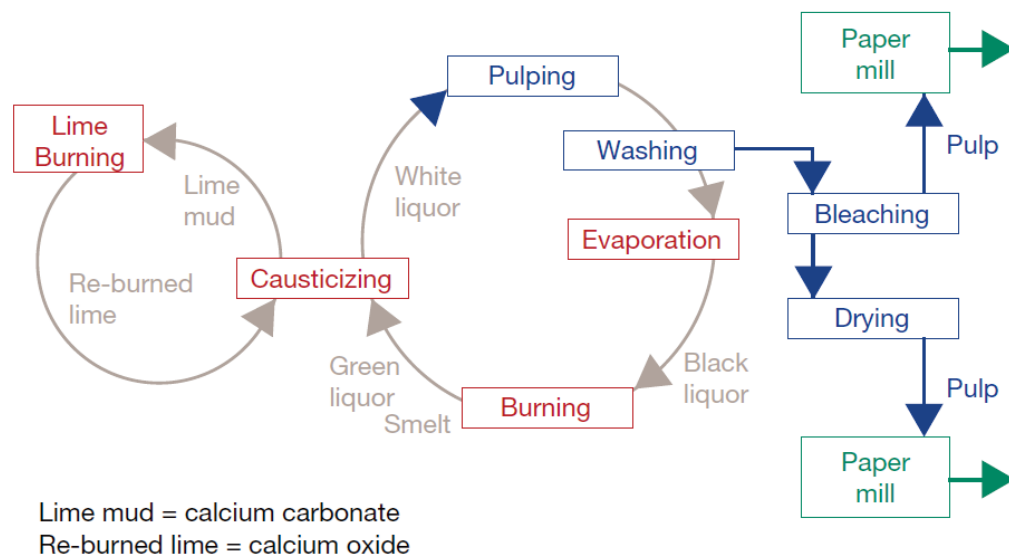 Paper
mill
Pulping
Lime
Burning
Washing
Pulp
Lime
mud
White
liquor
Bleaching
Evaporation
Causticizing
Re-burned
lime
Drying
Green
liquor
Smelt
Black
liquor
Burning
Pulp
Paper
mill
Lime mud = calcium carbonate
Re-burned lime = calcium oxide